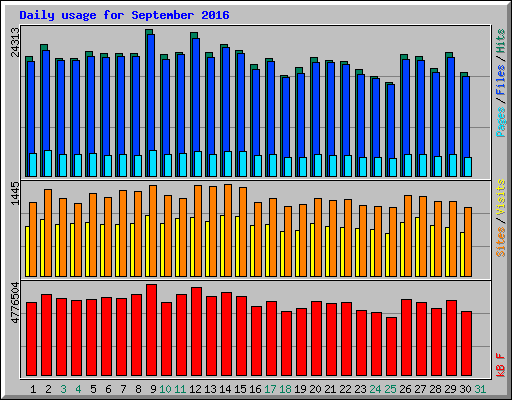 Daily usage for September 2016
24313
Pages/Files/Hits
1445
Sites/Visits
4776504
kB F
1 2 3 4 5 6 7 8 9 10 11 12 13 14 15 16 17 18 19 20 21 22 23 24 25 26 27 28 29 30 31